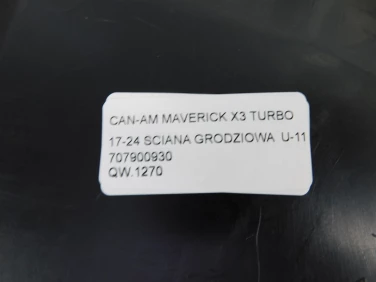 CAN-AM MAVERICK X3 TURBO
17-24 SCIANA GRODZIOWA U-11
707900930
QW.1270